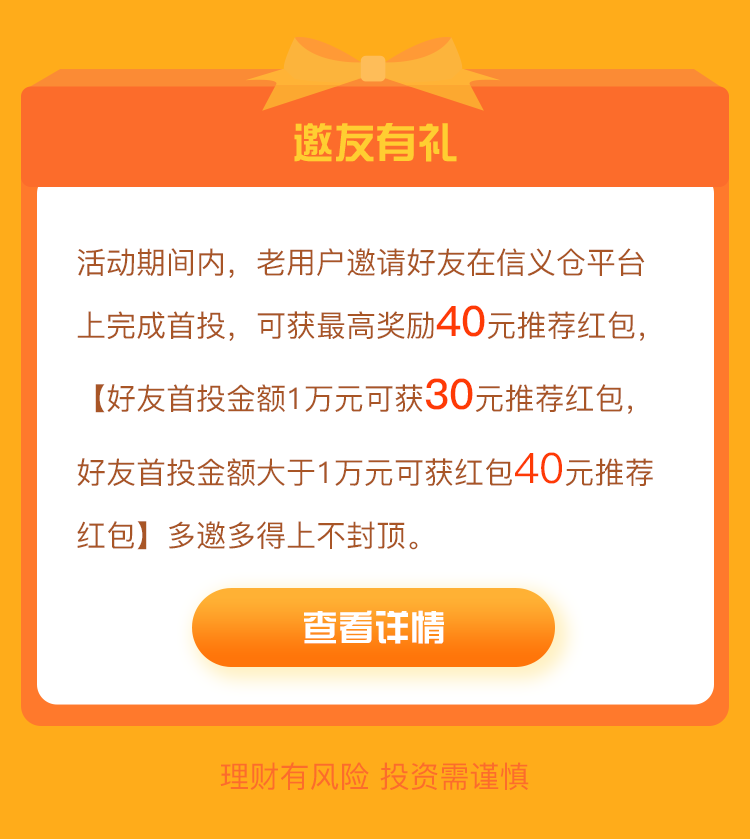 邀友有礼
活动期间内，老用户邀请好友在信义仓平台
上完成首投，可获最高奖励40元推荐红包，
【好友首投金额1万元可获30元推荐红包，
好友首投金额大于1万元可获红包40元推荐
红包】多邀多得上不封顶。
查看详情
理财有风险 投资需谨慎